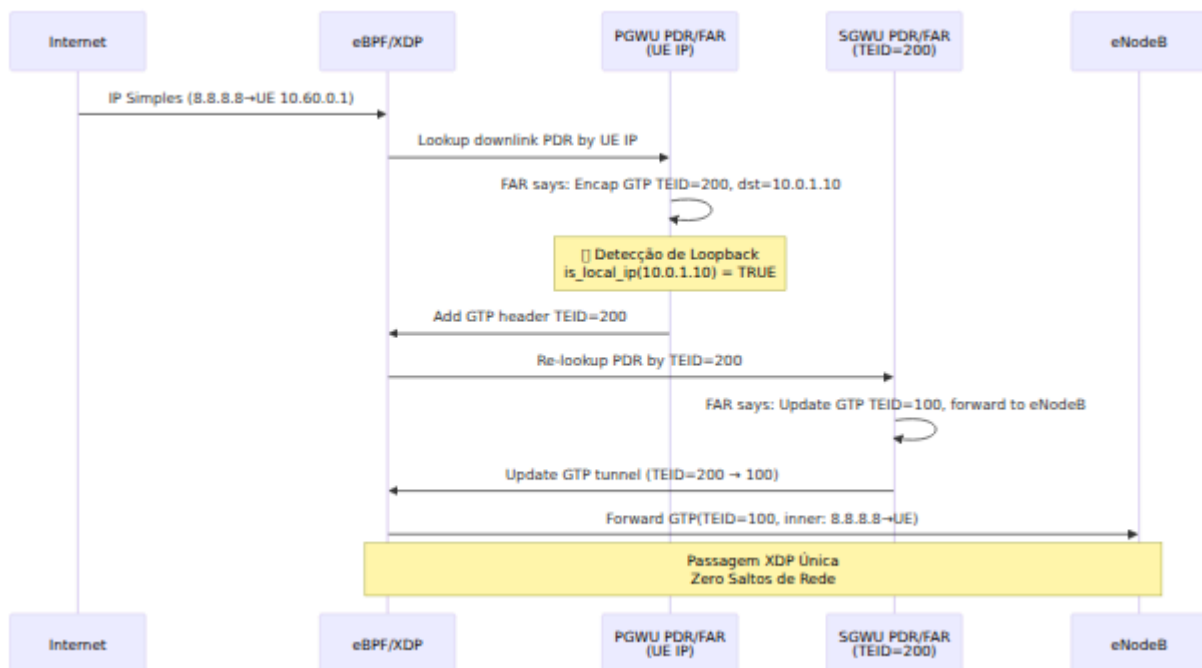 Internet
eBPF/XDP
PGWU PDR/FAR
(UE IP)
SGWU PDR/FAR
(TEID=200)
eNodeB
IP Simples (8.8.8.8→UE 10.60.0.1)
Lookup downlink PDR by UE IP
FAR says: Encap GTP TEID=200, dst=10.0.1.10
Detecção de Loopback
is_local_ip(10.0.1.10) = TRUE
Add GTP header TEID=200
Re-lookup PDR by TEID=200
FAR says: Update GTP TEID=100, forward to eNodeB
Update GTP tunnel (TEID=200 → 100)
Forward GTP(TEID=100, inner: 8.8.8.8→UE)
Passagem XDP Única
Zero Saltos de Rede
Internet
eBPF/XDP
PGWU PDR/FAR
(UE IP)
SGWU PDR/FAR
(TEID=200)
eNodeB